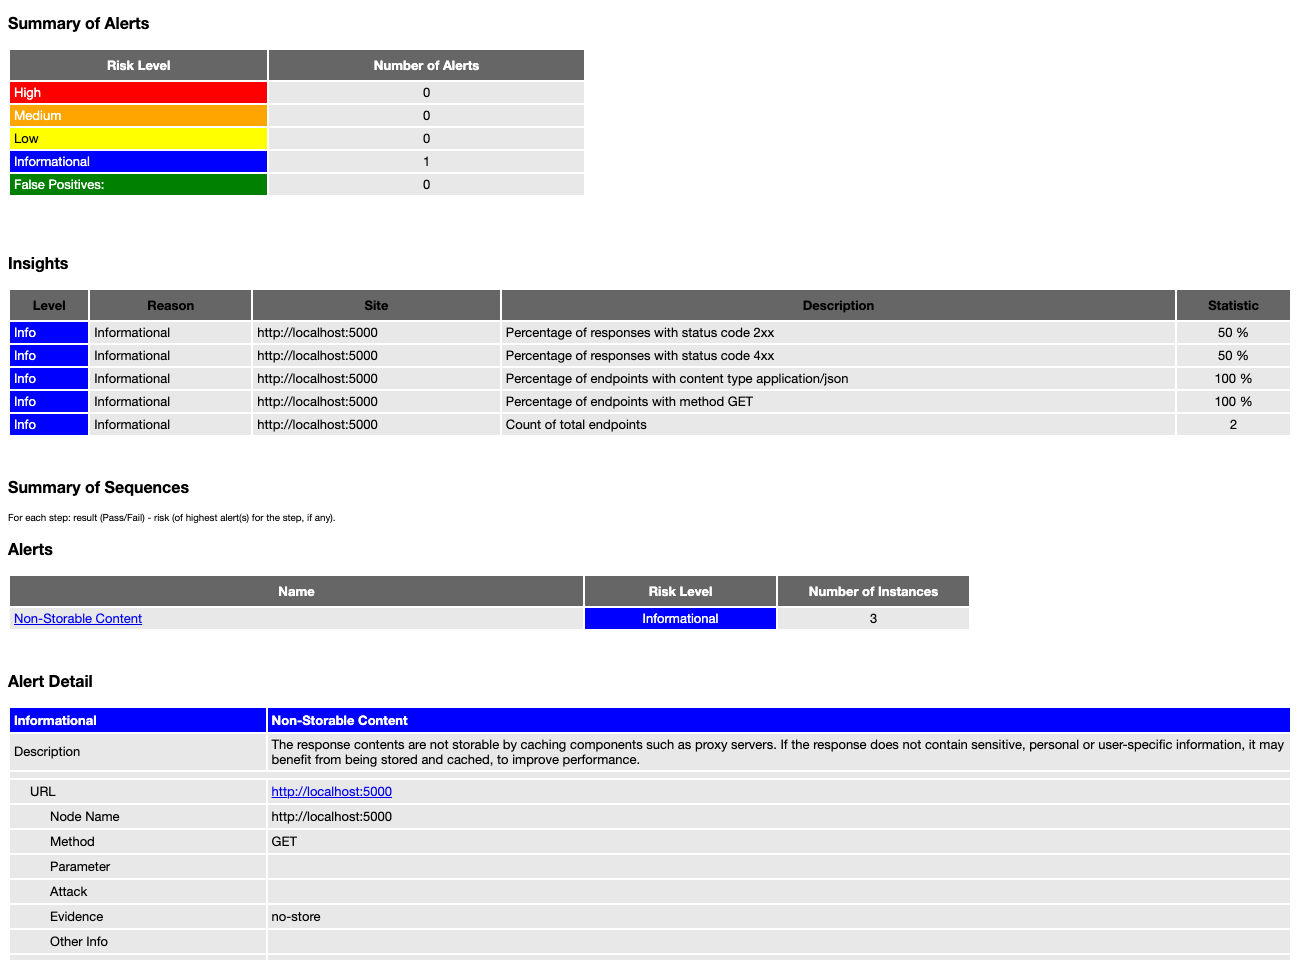 Summary of Alerts
Risk Level Number of Alerts
High 0
Medium 0
Low 0
Informational 1
False Positives: 0
Insights
Level Reason Site Description Statistic
Info Informational http://localhost:5000 Percentage of responses with status code 2xx 50 %
Info Informational http://localhost:5000 Percentage of responses with status code 4xx 50 %
Info Informational http://localhost:5000 Percentage of endpoints with content type application/json 100 %
Info Informational http://localhost:5000 Percentage of endpoints with method GET 100 %
Info Informational http://localhost:5000 Count of total endpoints 2
Summary of Sequences
For each step: result (Pass/Fail) - risk (of highest alert(s) for the step, if any).
Alerts
Name Risk Level Number of Instances
Non-Storable Content Informational 3
Alert Detail
Informational Non-Storable Content
Description The response contents are not storable by caching components such as proxy servers. If the response does not contain sensitive, personal or user-specific information, it may
benefit from being stored and cached, to improve performance.
URL http://localhost:5000
Node Name http://localhost:5000
Method GET
Parameter
Attack
Evidence no-store
Other Info